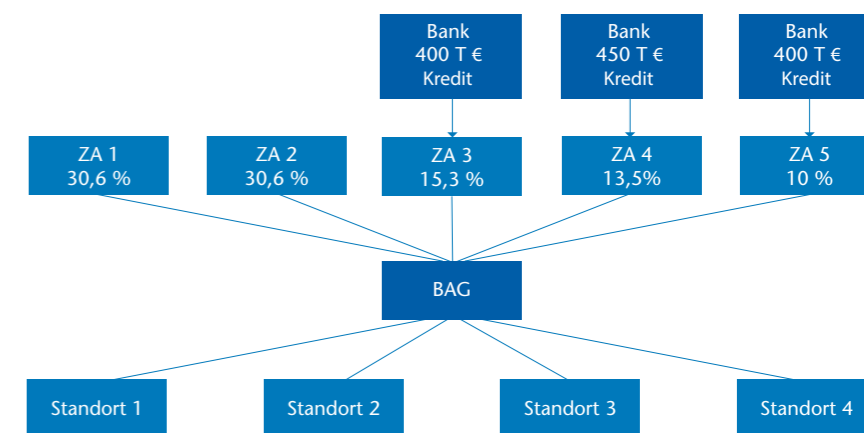 Bank
400 T €
Kredit
Bank
450 T €
Kredit
Bank
400 T €
Kredit
ZA 1
30,6 %
ZA 2
30,6 %
ZA 3
15,3 %
ZA 4
13,5%
ZA 5
10 %
BAG
Standort 1
Standort 2
Standort 3
Standort 4